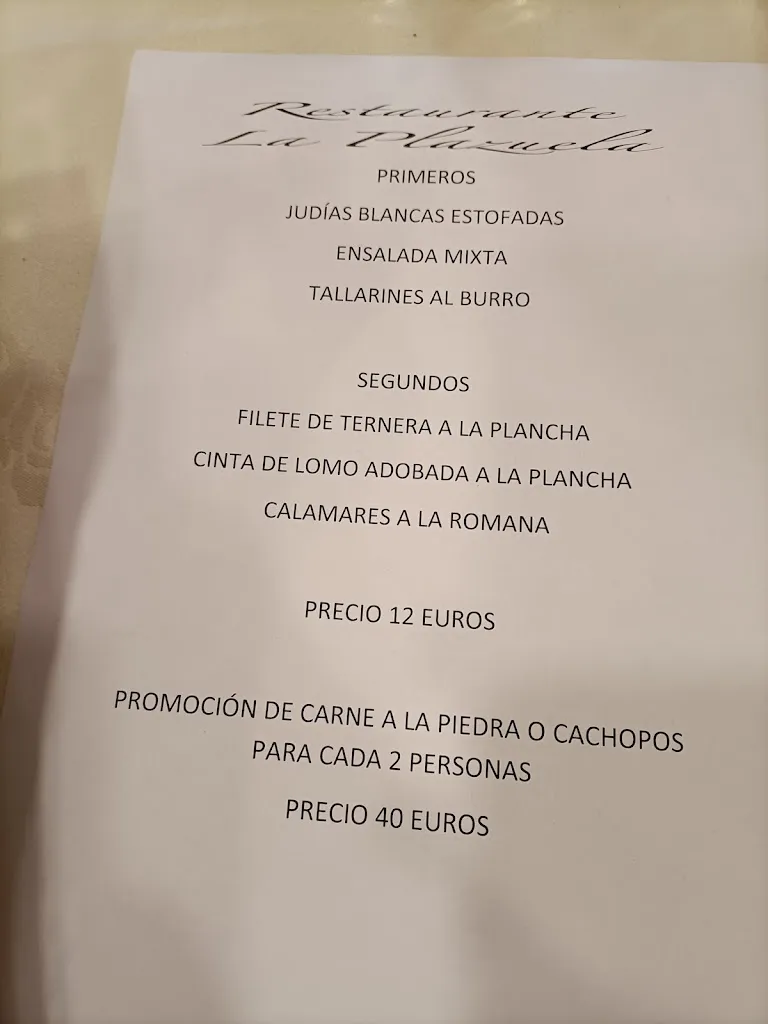 Restaurante
La Plazuela
PRIMEROS
JUDÍAS BLANCAS ESTOFADAS
ENSALADA MIXTA
TALLARINES AL BURRO
SEGUNDOS
FILETE DE TERNERA A LA PLANCHA
CINTA DE LOMO ADOBADA A LA PLANCHA
CALAMARES A LA ROMANA
PRECIO 12 EUROS
PROMOCIÓN DE CARNE A LA PIEDRA O CACHOPOS
PARA CADA 2 PERSONAS
PRECIO 40 EUROS